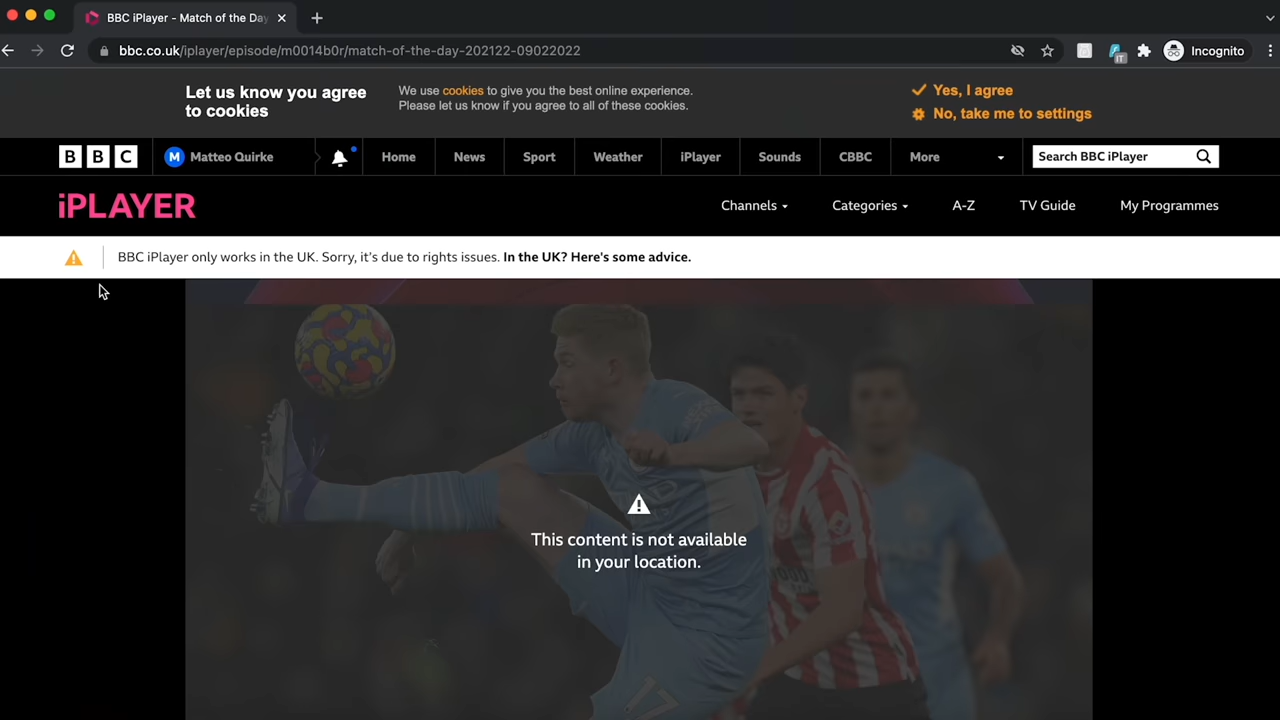 BBC iPlayer - Match of the Day
bbc.co.uk/iplayer/episode/m0014b0r/match-of-the-day-202122-09022022
IT
Incognito
Let us know you agree
to cookies
We use cookies to give you the best online experience.
Please let us know if you agree to all of these cookies.
Yes, I agree
No, take me to settings
BBC
M Matteo Quirke
Home
News
Sport
Weather
iPlayer
Sounds
CBBC
More
Search BBC iPlayer
iPLAYER
Channels
Categories
A-Z
TV Guide
My Programmes
BBC iPlayer only works in the UK. Sorry, it's due to rights issues. In the UK? Here's some advice.
This content is not available
in your location.
17